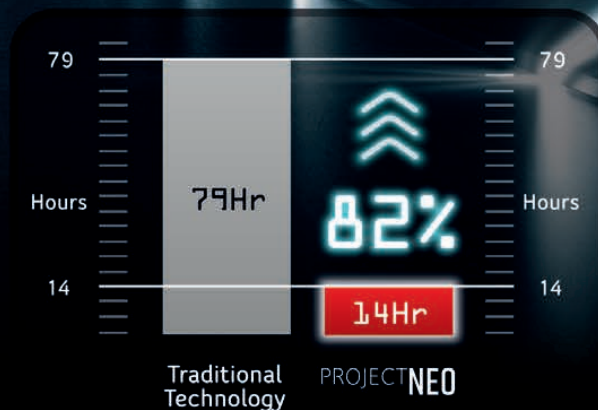 79
79
79Hr
Hours
82%
Hours
14
14
14Hr
Traditional
Technology
PROJECTNEO